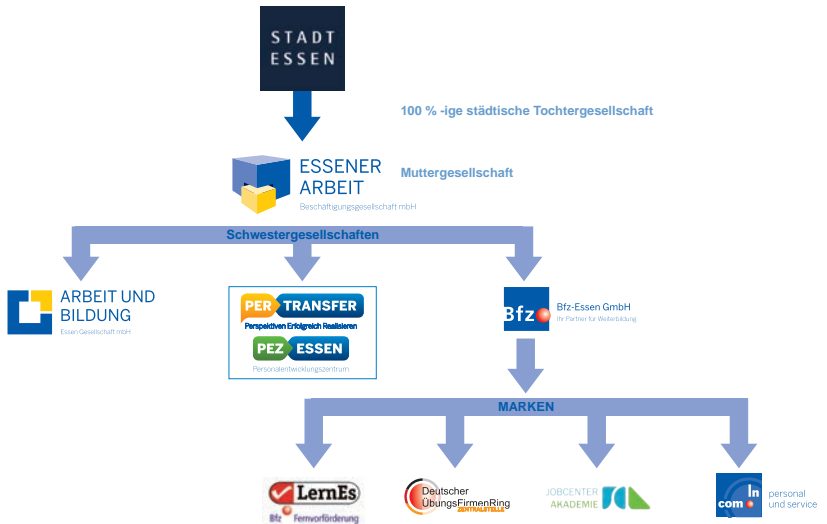 STADT
ESSEN
100 % -ige städtische Tochtergesellschaft
ESSENER
ARBEIT
Beschäftigungsgesellschaft mbH
Muttergesellschaft
Schwestergesellschaften
ARBEIT UND
BILDUNG
Essen Gesellschaft mbH
PER TRANSFER
Perspektiven Erfolgreich Realisieren
PEZ ESSEN
Personalentwicklungszentrum
Bfz
Bfz-Essen GmbH
Ihr Partner für Weiterbildung
MARKEN
LernEs
Bfz Fernvorförderung
Deutscher
ÜbungsFirmenRing
ZENTRALSTELLE
JOBCENTER
AKADEMIE
In
com
personal
und service